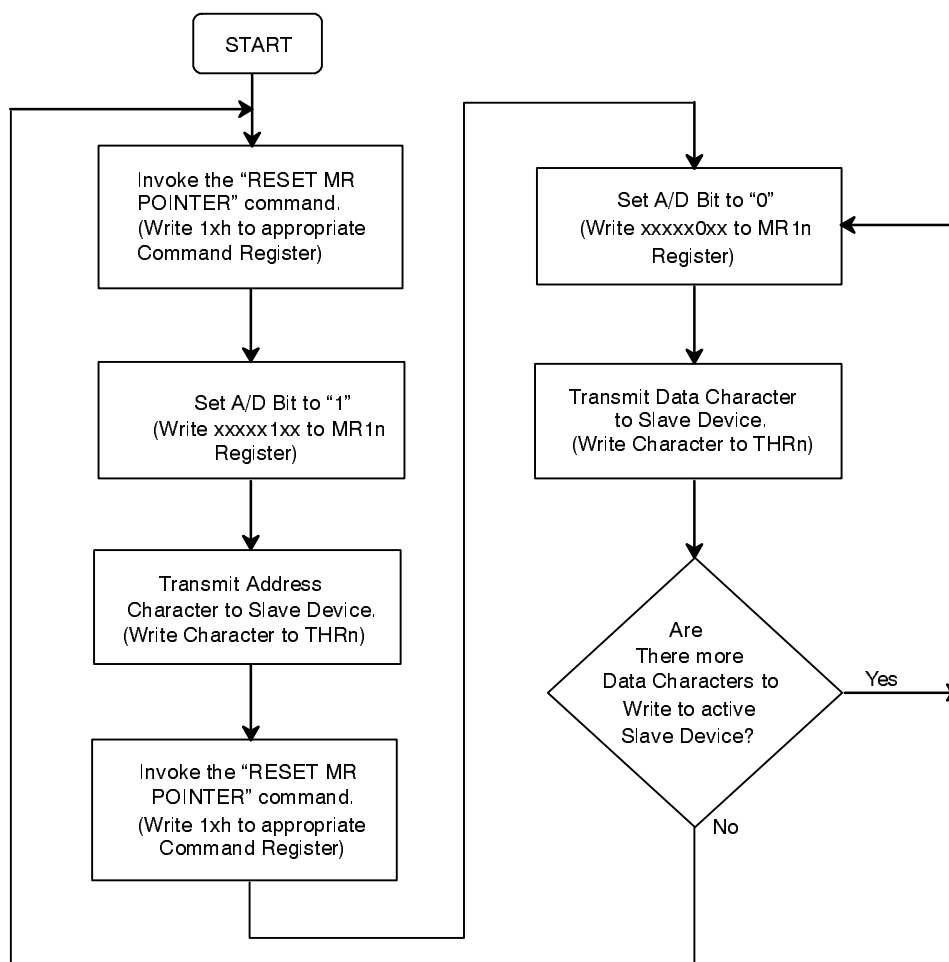 START
Invoke the “RESET MR
POINTER” command.
(Write 1xh to appropriate
Command Register)
Set A/D Bit to “1”
(Write xxxxx1xx to MR1n
Register)
Transmit Address
Character to Slave Device.
(Write Character to THRn)
Invoke the “RESET MR
POINTER” command.
(Write 1xh to appropriate
Command Register)
Set A/D Bit to “0”
(Write xxxxx0xx to MR1n
Register)
Transmit Data Character
to Slave Device.
(Write Character to THRn)
Are
There more
Data Characters to
Write to active
Slave Device?
Yes
No